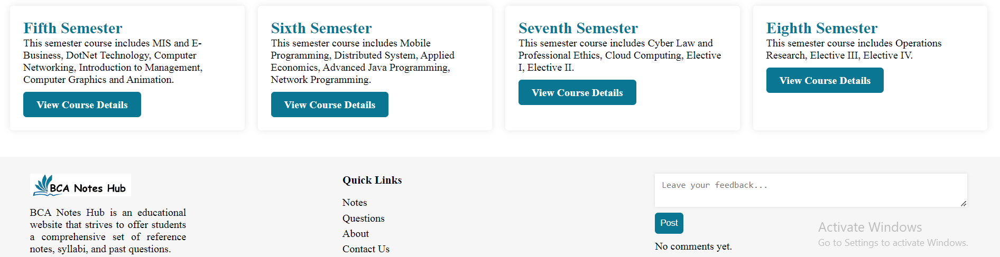 Fifth Semester
This semester course includes MIS and E-
Business, DotNet Technology, Computer
Networking, Introduction to Management,
Computer Graphics and Animation.
View Course Details
Sixth Semester
This semester course includes Mobile
Programming, Distributed System, Applied
Economics, Advanced Java Programming,
Network Programming.
View Course Details
Seventh Semester
This semester course includes Cyber Law and
Professional Ethics, Cloud Computing, Elective
I, Elective II.
View Course Details
Eighth Semester
This semester course includes Operations
Research, Elective III, Elective IV.
View Course Details
BCA Notes Hub
BCA Notes Hub is an educational
website that strives to offer students
a comprehensive set of reference
notes, syllabi, and past questions.
Quick Links
Notes
Questions
About
Contact Us
Leave your feedback...
Post
No comments yet.
Activate Windows
Go to Settings to activate Windows.